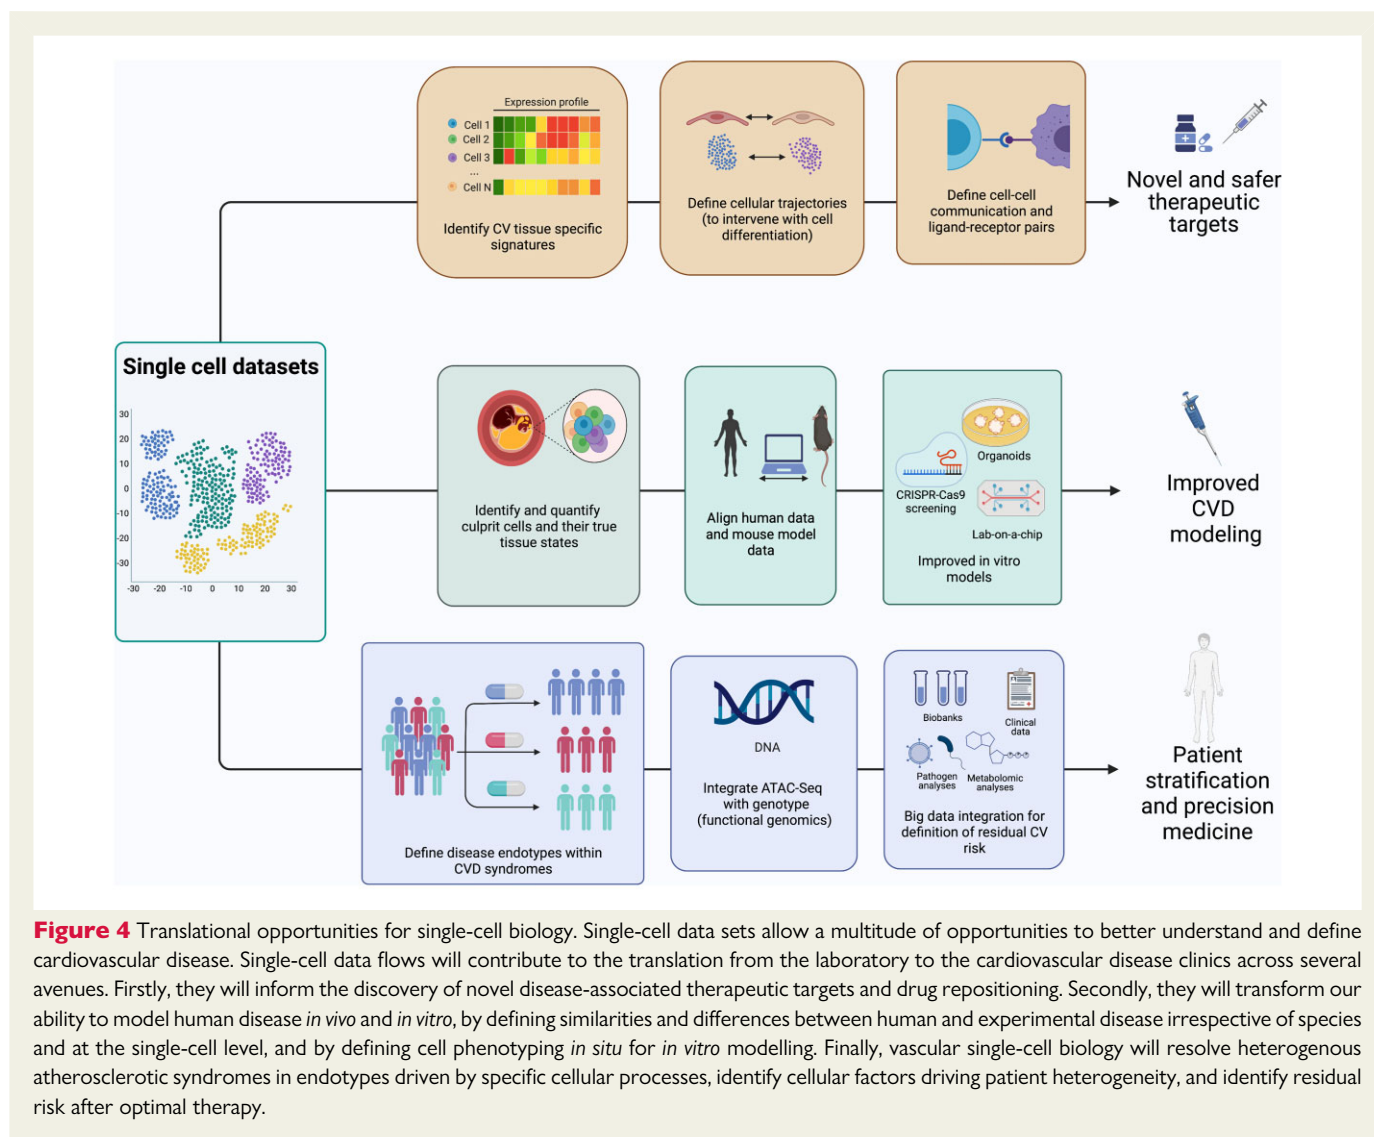 Expression profile
Cell 1
Cell 2
Cell 3
...
Cell N
Identify CV tissue specific
signatures
Define cellular trajectories
(to intervene with cell
differentiation)
Define cell-cell
communication and
ligand-receptor pairs
Novel and safer
therapeutic
targets
Single cell datasets
30
20
10
0
-10
-20
-30
-30 -20 -10 0 10 20 30
Identify and quantify
culprit cells and their true
tissue states
Align human data
and mouse model
data
Organoids
CRISPR-Cas9
screening
Lab-on-a-chip
Improved in vitro
models
Improved
CVD
modeling
Define disease endotypes within
CVD syndromes
DNA
Integrate ATAC-Seq
with genotype
(functional genomics)
Biobanks
Clinical
data
Pathogen
analyses
Metabolomic
analyses
Big data integration for
definition of residual CV
risk
Patient
stratification
and precision
medicine
Figure 4 Translational opportunities for single-cell biology. Single-cell data sets allow a multitude of opportunities to better understand and define
cardiovascular disease. Single-cell data flows will contribute to the translation from the laboratory to the cardiovascular disease clinics across several
avenues. Firstly, they will inform the discovery of novel disease-associated therapeutic targets and drug repositioning. Secondly, they will transform our
ability to model human disease in vivo and in vitro, by defining similarities and differences between human and experimental disease irrespective of species
and at the single-cell level, and by defining cell phenotyping in situ for in vitro modelling. Finally, vascular single-cell biology will resolve heterogenous
atherosclerotic syndromes in endotypes driven by specific cellular processes, identify cellular factors driving patient heterogeneity, and identify residual
risk after optimal therapy.